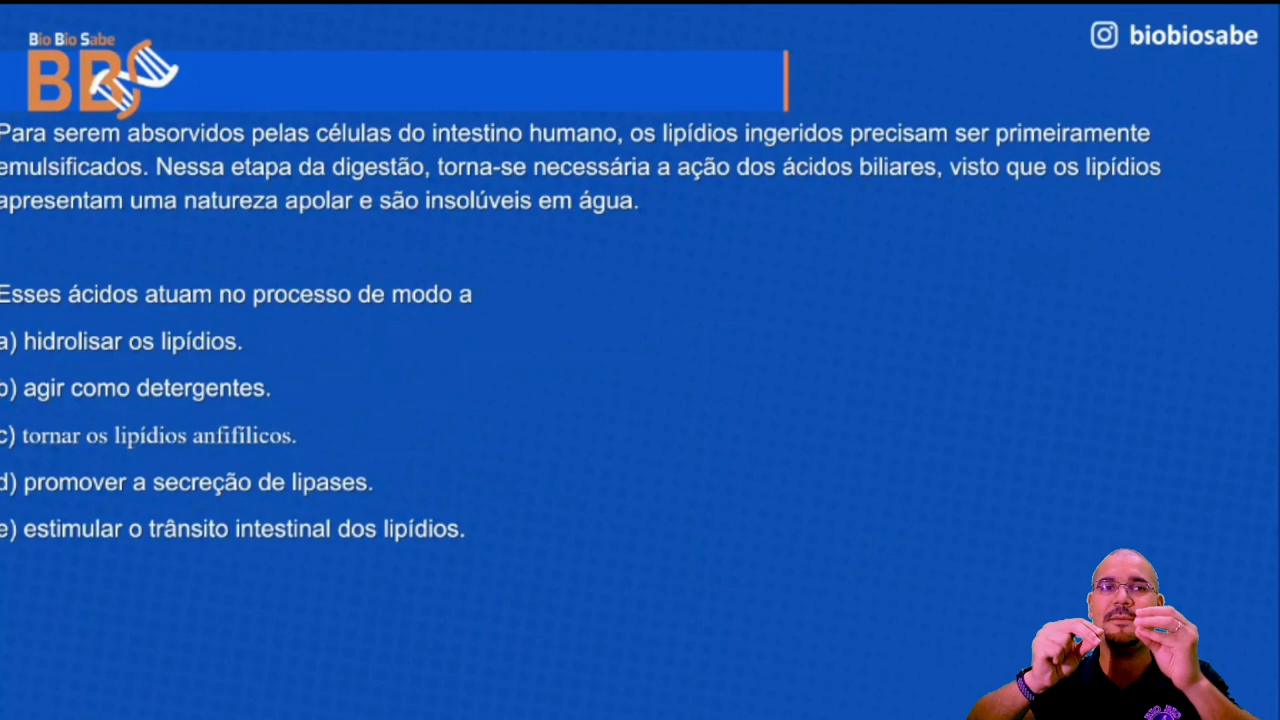 Bio Bio Sabe
BBS
biobiosabe
Para serem absorvidos pelas células do intestino humano, os lipídios ingeridos precisam ser primeiramente
emulsificados. Nessa etapa da digestão, torna-se necessária a ação dos ácidos biliares, visto que os lipídios
apresentam uma natureza apolar e são insolúveis em água.
Esses ácidos atuam no processo de modo a
a) hidrolisar os lipídios.
b) agir como detergentes.
c) tornar os lipídios anfifílicos.
d) promover a secreção de lipases.
e) estimular o trânsito intestinal dos lipídios.
BIO BIO